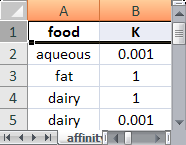 A B
1 food K
2 aqueous 0.001
3 fat 1
4 dairy 1
5 dairy 0.001
affinit